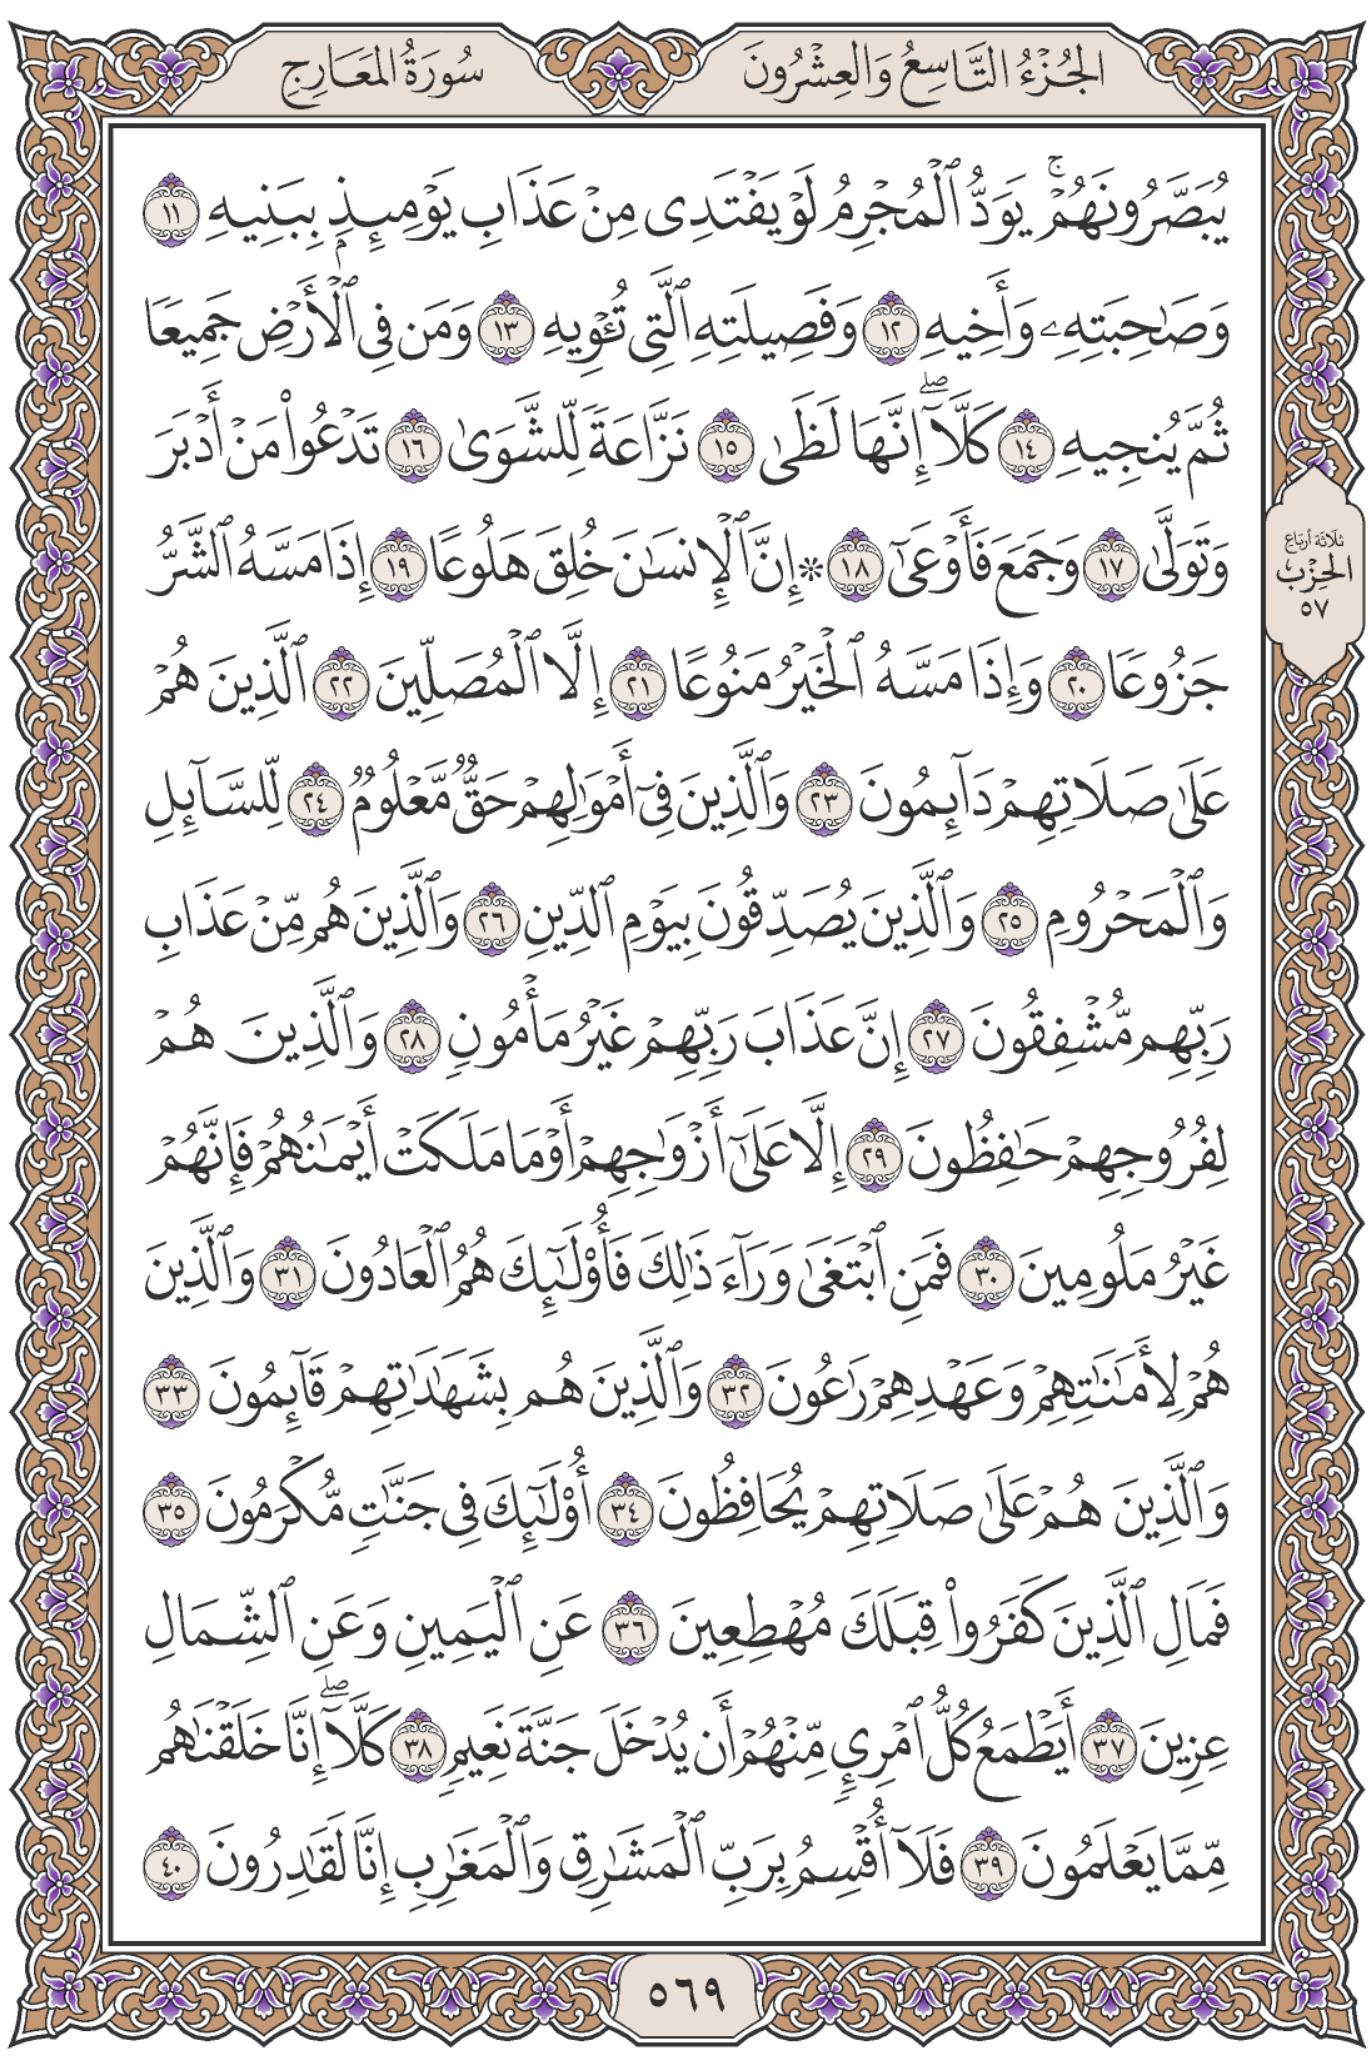 الجُزْءُ التَّاسِعُ وَالعِشْرُونَ
سُورَةُ المَعَارِجِ
يُبَصَّرُونَهُمْۚ يَوَدُّ ٱلْمُجْرِمُ لَوْ يَفْتَدِى مِنْ عَذَابِ يَوْمِئِذِۭ بِبَنِيهِ ١١
وَصَٰحِبَتِهِۦ وَأَخِيهِ ١٢ وَفَصِيلَتِهِ ٱلَّتِى تُـْٔوِيهِ ١٣ وَمَن فِى ٱلْأَرْضِ جَمِيعًا
ثُمَّ يُنجِيهِ ١٤ كَلَّآۖ إِنَّهَا لَظَىٰ ١٥ نَزَّاعَةً لِّلشَّوَىٰ ١٦ تَدْعُوا۟ مَنْ أَدْبَرَ
وَتَوَلَّىٰ ١٧ وَجَمَعَ فَأَوْعَىٰٓ ١٨ ۞ إِنَّ ٱلْإِنسَٰنَ خُلِقَ هَلُوعًا ١٩ إِذَا مَسَّهُ ٱلشَّرُّ
جَزُوعًا ٢٠ وَإِذَا مَسَّهُ ٱلْخَيْرُ مَنُوعًا ٢١ إِلَّا ٱلْمُصَلِّينَ ٢٢ ٱلَّذِينَ هُمْ
عَلَىٰ صَلَاتِهِمْ دَآئِمُونَ ٢٣ وَٱلَّذِينَ فِىٓ أَمْوَٰلِهِمْ حَقٌّ مَّعْلُومٌ ٢٤ لِّلسَّآئِلِ
وَٱلْمَحْرُومِ ٢٥ وَٱلَّذِينَ يُصَدِّقُونَ بِيَوْمِ ٱلدِّينِ ٢٦ وَٱلَّذِينَ هُم مِّنْ عَذَابِ
رَبِّهِم مُّشْفِقُونَ ٢٧ إِنَّ عَذَابَ رَبِّهِمْ غَيْرُ مَأْمُونٍ ٢٨ وَٱلَّذِينَ هُمْ
لِفُرُوجِهِمْ حَٰفِظُونَ ٢٩ إِلَّا عَلَىٰٓ أَزْوَٰجِهِمْ أَوْ مَا مَلَكَتْ أَيْمَٰنُهُمْ فَإِنَّهُمْ
غَيْرُ مَلُومِينَ ٣٠ فَمَنِ ٱبْتَغَىٰ وَرَآءَ ذَٰلِكَ فَأُو۟لَٰٓئِكَ هُمُ ٱلْعَادُونَ ٣١ وَٱلَّذِينَ
هُمْ لِأَمَٰنَٰتِهِمْ وَعَهْدِهِمْ رَٰعُونَ ٣٢ وَٱلَّذِينَ هُم بِشَهَٰدَٰتِهِمْ قَآئِمُونَ ٣٣
وَٱلَّذِينَ هُمْ عَلَىٰ صَلَاتِهِمْ يُحَافِظُونَ ٣٤ أُو۟لَٰٓئِكَ فِى جَنَّٰتٍ مُّكْرَمُونَ ٣٥
فَمَالِ ٱلَّذِينَ كَفَرُوا۟ قِبَلَكَ مُهْطِعِينَ ٣٦ عَنِ ٱلْيَمِينِ وَعَنِ ٱلشِّمَالِ
عِزِينَ ٣٧ أَيَطْمَعُ كُلُّ ٱمْرِئٍ مِّنْهُمْ أَن يُدْخَلَ جَنَّةَ نَعِيمٍ ٣٨ كَلَّآۖ إِنَّا خَلَقْنَٰهُم
مِّمَّا يَعْلَمُونَ ٣٩ فَلَآ أُقْسِمُ بِرَبِّ ٱلْمَشَٰرِقِ وَٱلْمَغَٰرِبِ إِنَّا لَقَٰدِرُونَ ٤٠
ثلاثة أرباع
الحِزْب
٥٧
٥٦٩